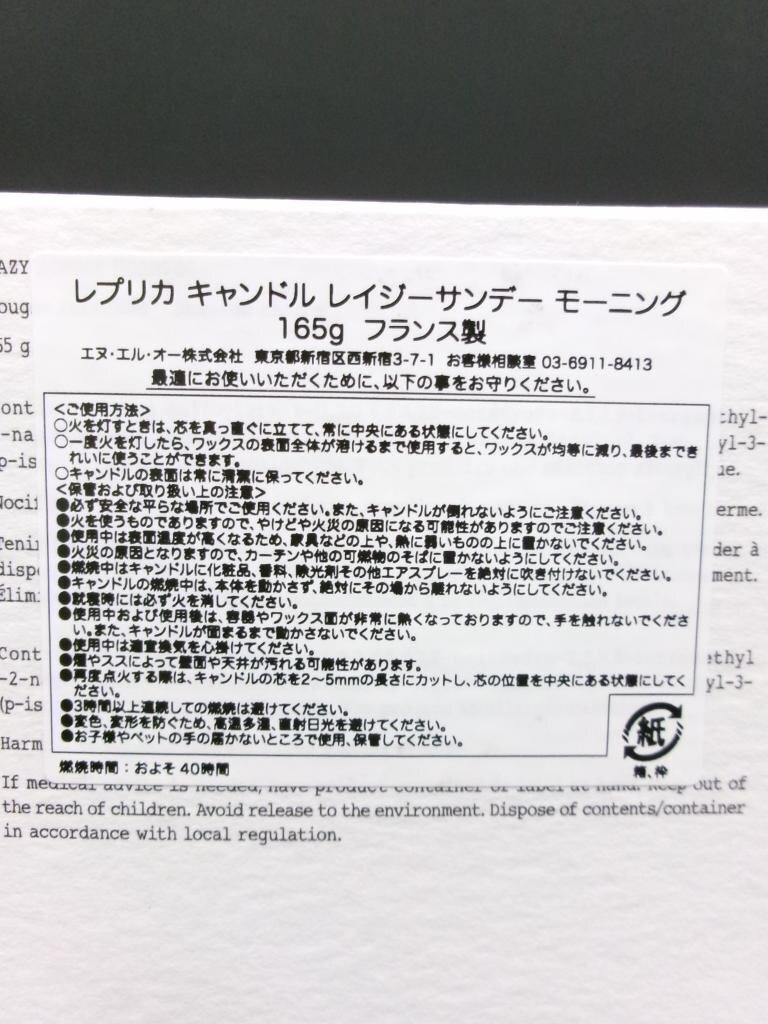 AZY
レプリカ キャンドル レイジーサンデー モーニング
165g フランス製
エヌ・エル・オー株式会社 東京都新宿区西新宿3-7-1 お客様相談室 03-6911-8413
最適にお使いいただくために、以下の事をお守りください。
<ご使用方法>
○火を灯すときは、芯を真っ直ぐに立てて、常に中央にある状態にしてください。
○一度火を灯したら、ワックスの表面全体が溶けるまで使用すると、ワックスが均等に減り、最後まできれ
れいに使うことができます。
○キャンドルの表面は常に清潔に保ってください。
<保管および取り扱い上の注意>
●必ず安全な平らな場所でご使用ください。また、キャンドルが倒れないようにご注意ください。
●火を使うものでありますので、やけどや火災の原因になる可能性がありますのでご注意ください。
●使用中は表面温度が高くなるため、家具などの上や、熱に弱いものの上に置かないでください。
●火災の原因となりますので、カーテンや他の可燃物のそばに置かないようにしてください。
●燃焼中はキャンドルに化粧品、香料、除光剤その他エアスプレーを絶対に吹き付けないでください。
●キャンドルの燃焼中は、本体を動かさず、絶対にその場から離れないようにしてください。
●就寝時には必ず火を消してください。
●使用中および使用後は、容器やワックス面が非常に熱くなっておりますので、手を触れないでくださ
い。また、キャンドルが固まるまで動かさないでください。
●使用中は適宜換気を心掛けてください。
●煙やススによって壁面や天井が汚れる可能性があります。
●再度点火する際は、キャンドルの芯を2～5mmの長さにカットし、芯の位置を中央にある状態にしてく
ださい。
●3時間以上連続しての燃焼は避けてください。
●変色、変形を防ぐため、高温多湿、直射日光を避けてください。
●お子様やペットの手の届かないところで使用、保管してください。
燃焼時間：およそ 40時間
紙
箱、枠
oug
65 g
ont
-na
p-is
Noci
Teni
disp
Élim
Cont
-2-n
(p-is
Harm
thyl-
yl-3-
ue.
erme.
der à
ment.
ethyl
yl-3-
If medical advice is needed, have product container or label at hand. Keep out of
the reach of children. Avoid release to the environment. Dispose of contents/container
in accordance with local regulation.